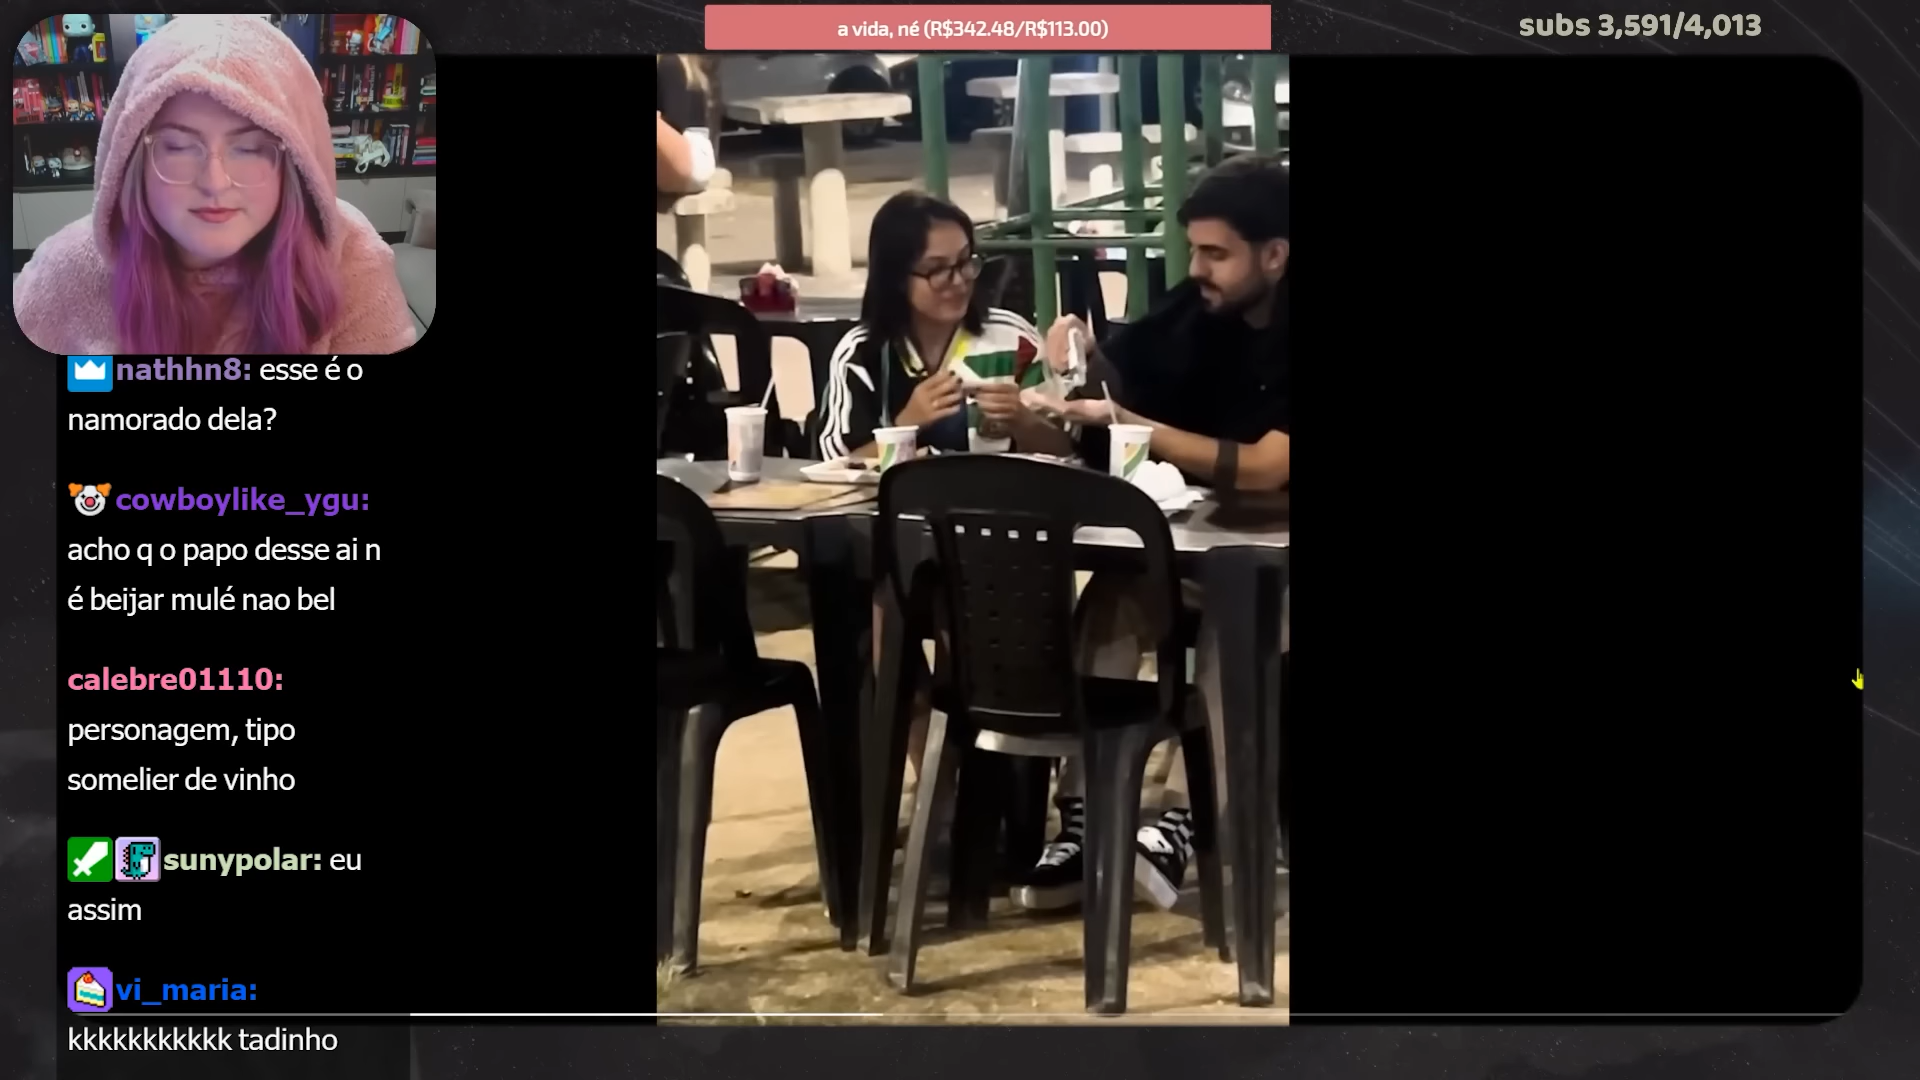 a vida, né (R$342.48/R$113.00)
subs 3,591/4,013
nathhn8: esse é o
namorado dela?
cowboylike_ygu:
acho q o papo desse ai n
é beijar mulé nao bel
calebre01110:
personagem, tipo
somelier de vinho
sunypolar: eu
assim
vi_maria:
kkkkkkkkkkk tadinho